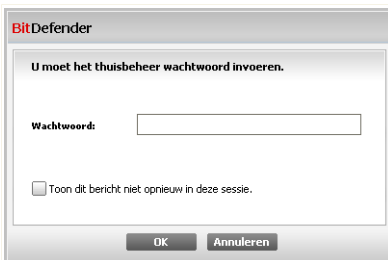 BitDefender
U moet het thuisbeheer wachtwoord invoeren.
Wachtwoord:
Toon dit bericht niet opnieuw in deze sessie.
OK Annuleren